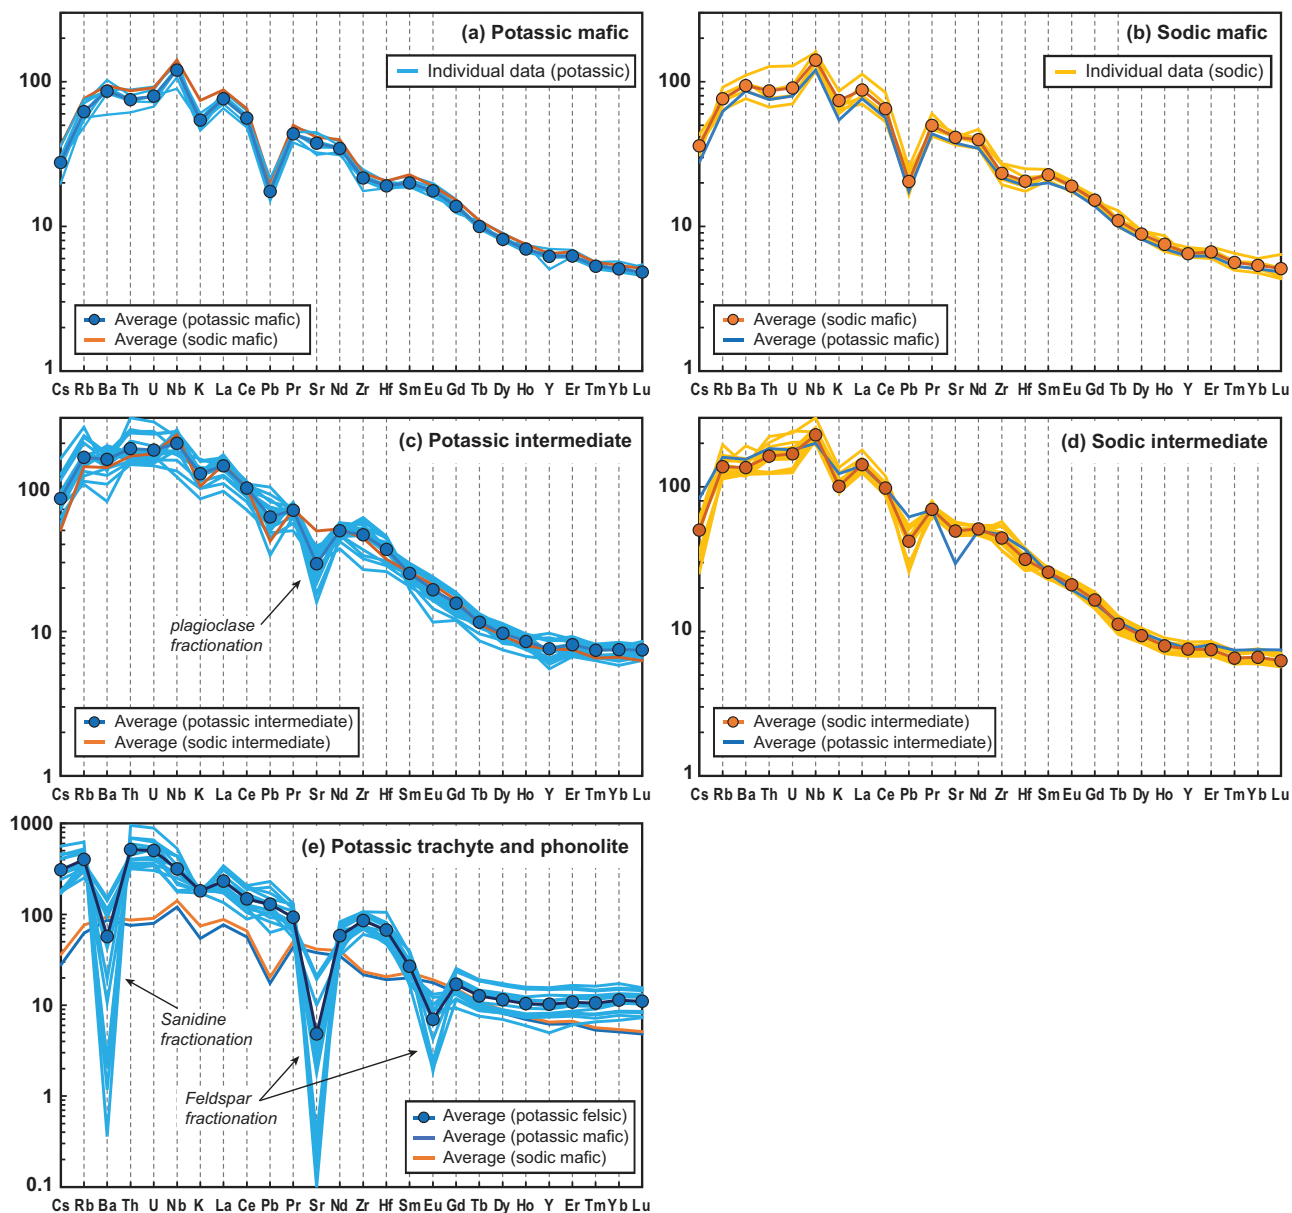 (a) Potassic mafic
Individual data (potassic)
100
10
1
Average (potassic mafic)
Average (sodic mafic)
Cs Rb Ba Th U Nb K La Ce Pb Pr Sr Nd Zr Hf Sm Eu Gd Tb Dy Ho Y Er Tm Yb Lu
(b) Sodic mafic
Individual data (sodic)
100
10
1
Average (sodic mafic)
Average (potassic mafic)
Cs Rb Ba Th U Nb K La Ce Pb Pr Sr Nd Zr Hf Sm Eu Gd Tb Dy Ho Y Er Tm Yb Lu
(c) Potassic intermediate
100
10
1
plagioclase
fractionation
Average (potassic intermediate)
Average (sodic intermediate)
Cs Rb Ba Th U Nb K La Ce Pb Pr Sr Nd Zr Hf Sm Eu Gd Tb Dy Ho Y Er Tm Yb Lu
(d) Sodic intermediate
100
10
1
Average (sodic intermediate)
Average (potassic intermediate)
Cs Rb Ba Th U Nb K La Ce Pb Pr Sr Nd Zr Hf Sm Eu Gd Tb Dy Ho Y Er Tm Yb Lu
(e) Potassic trachyte and phonolite
1000
100
10
1
0.1
Sanidine
fractionation
Feldspar
fractionation
Average (potassic felsic)
Average (potassic mafic)
Average (sodic mafic)
Cs Rb Ba Th U Nb K La Ce Pb Pr Sr Nd Zr Hf Sm Eu Gd Tb Dy Ho Y Er Tm Yb Lu